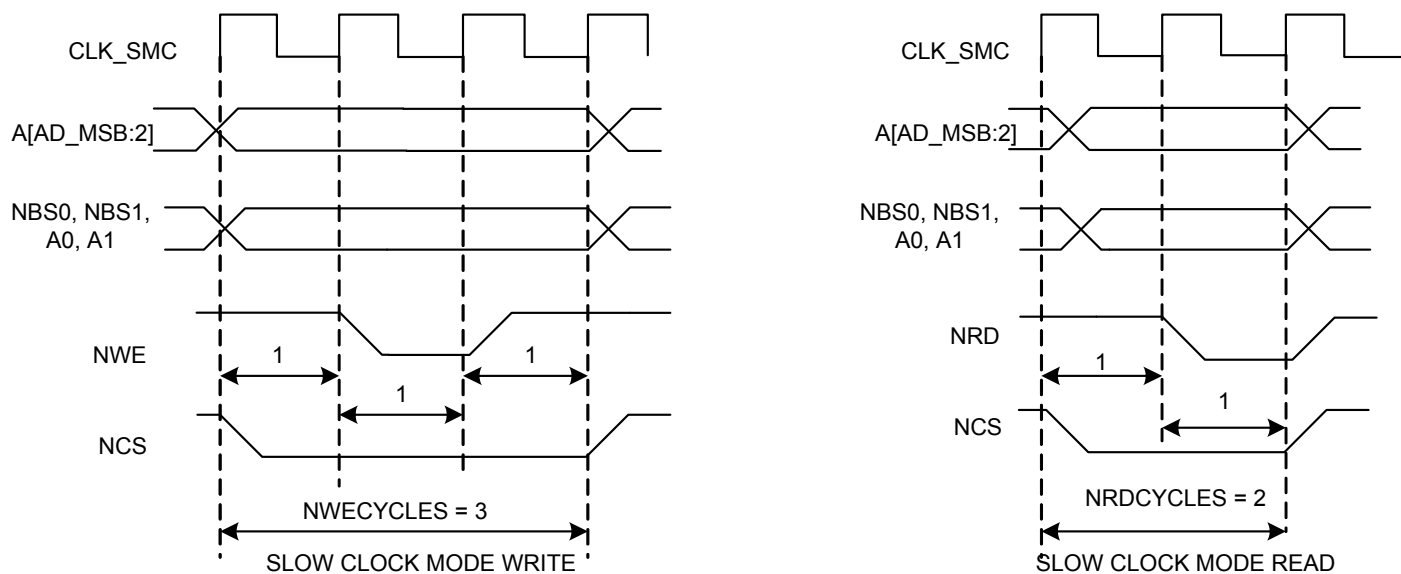 CLK_SMC
A[AD_MSB:2]
NBS0, NBS1,
A0, A1
NWE
1
1
1
NCS
NWECYCLES = 3
SLOW CLOCK MODE WRITE
CLK_SMC
A[AD_MSB:2]
NBS0, NBS1,
A0, A1
NRD
1
1
NCS
NRDCYCLES = 2
SLOW CLOCK MODE READ